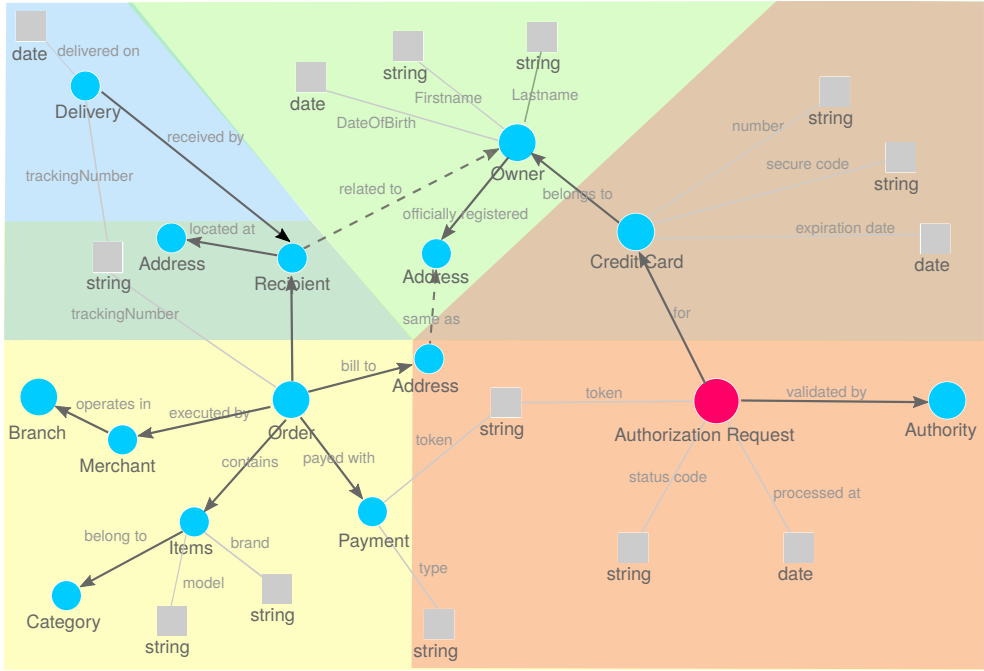 date
delivered on
Delivery
received by
trackingNumber
string
string
Firstname
Lastname
date
DateOfBirth
Owner
related to
officially registered
belongs to
number
string
secure code
string
expiration date
date
Credit Card
located at
Address
Recipient
string
trackingNumber
Address
same as
for
bill to
Address
Branch
operates in
executed by
Order
Merchant
contains
payed with
token
string
token
Authorization Request
validated by
Authority
status code
processed at
string
date
Payment
type
string
belong to
Items
brand
model
string
string
Category